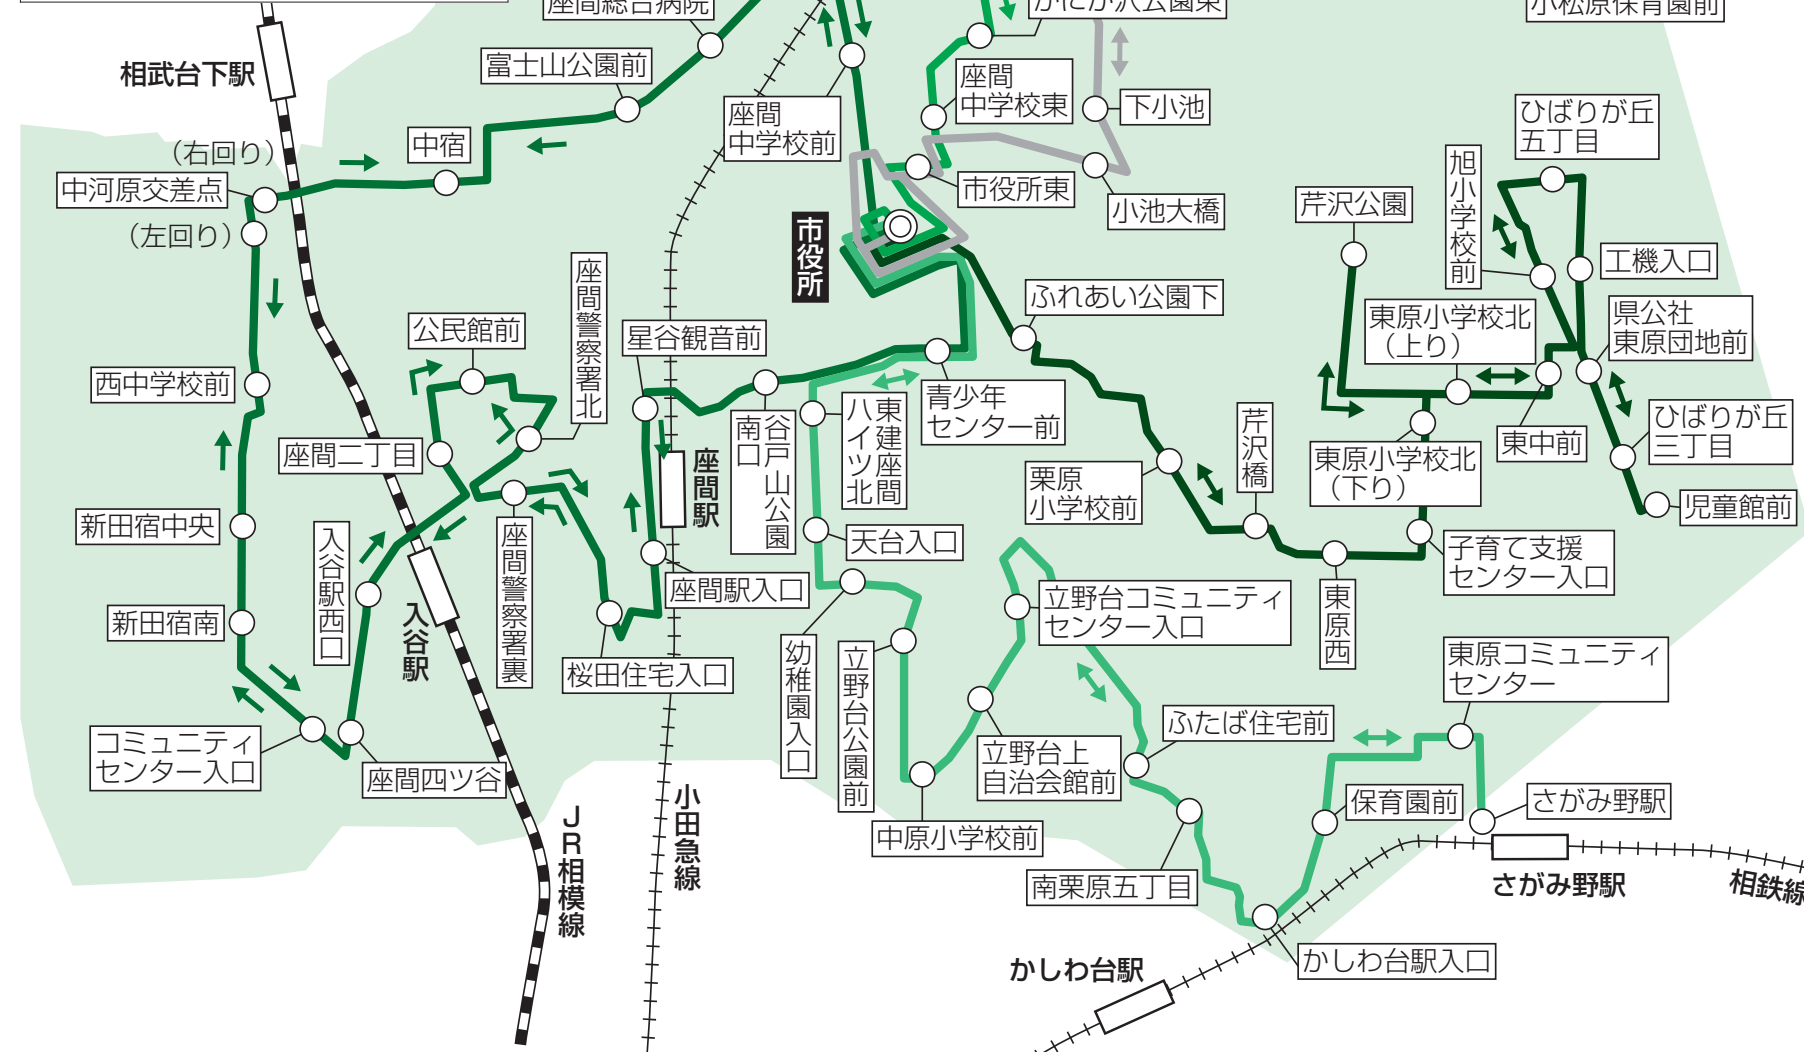 座間総合病院
かにが沢公園東
小松原保育園前
相武台下駅
富士山公園前
座間
中学校前
座間
中学校東
下小池
ひばりが丘
五丁目
(右回り)
中宿
中河原交差点
(左回り)
市役所東
小池大橋
旭小学校前
芹沢公園
市役所
工機入口
座間警察署北
ふれあい公園下
公民館前
星谷観音前
東原小学校北
(上り)
県公社
東原団地前
西中学校前
青少年
センター前
東建座間
ハイツ北
谷戸山公園
南口
座間二丁目
座間駅
栗原
小学校前
芹沢橋
東原小学校北
(下り)
東中前
ひばりが丘
三丁目
児童館前
新田宿中央
入谷駅西口
座間警察署裏
天台入口
子育て支援
センター入口
座間駅入口
立野台コミュニティ
センター入口
東原西
新田宿南
入谷駅
桜田住宅入口
幼稚園入口
立野台公園前
東原コミュニティ
センター
コミュニティ
センター入口
座間四ツ谷
立野台上
自治会館前
ふたば住宅前
保育園前
さがみ野駅
JR相模線
小田急線
中原小学校前
南栗原五丁目
さがみ野駅
相鉄線
かしわ台駅
かしわ台駅入口